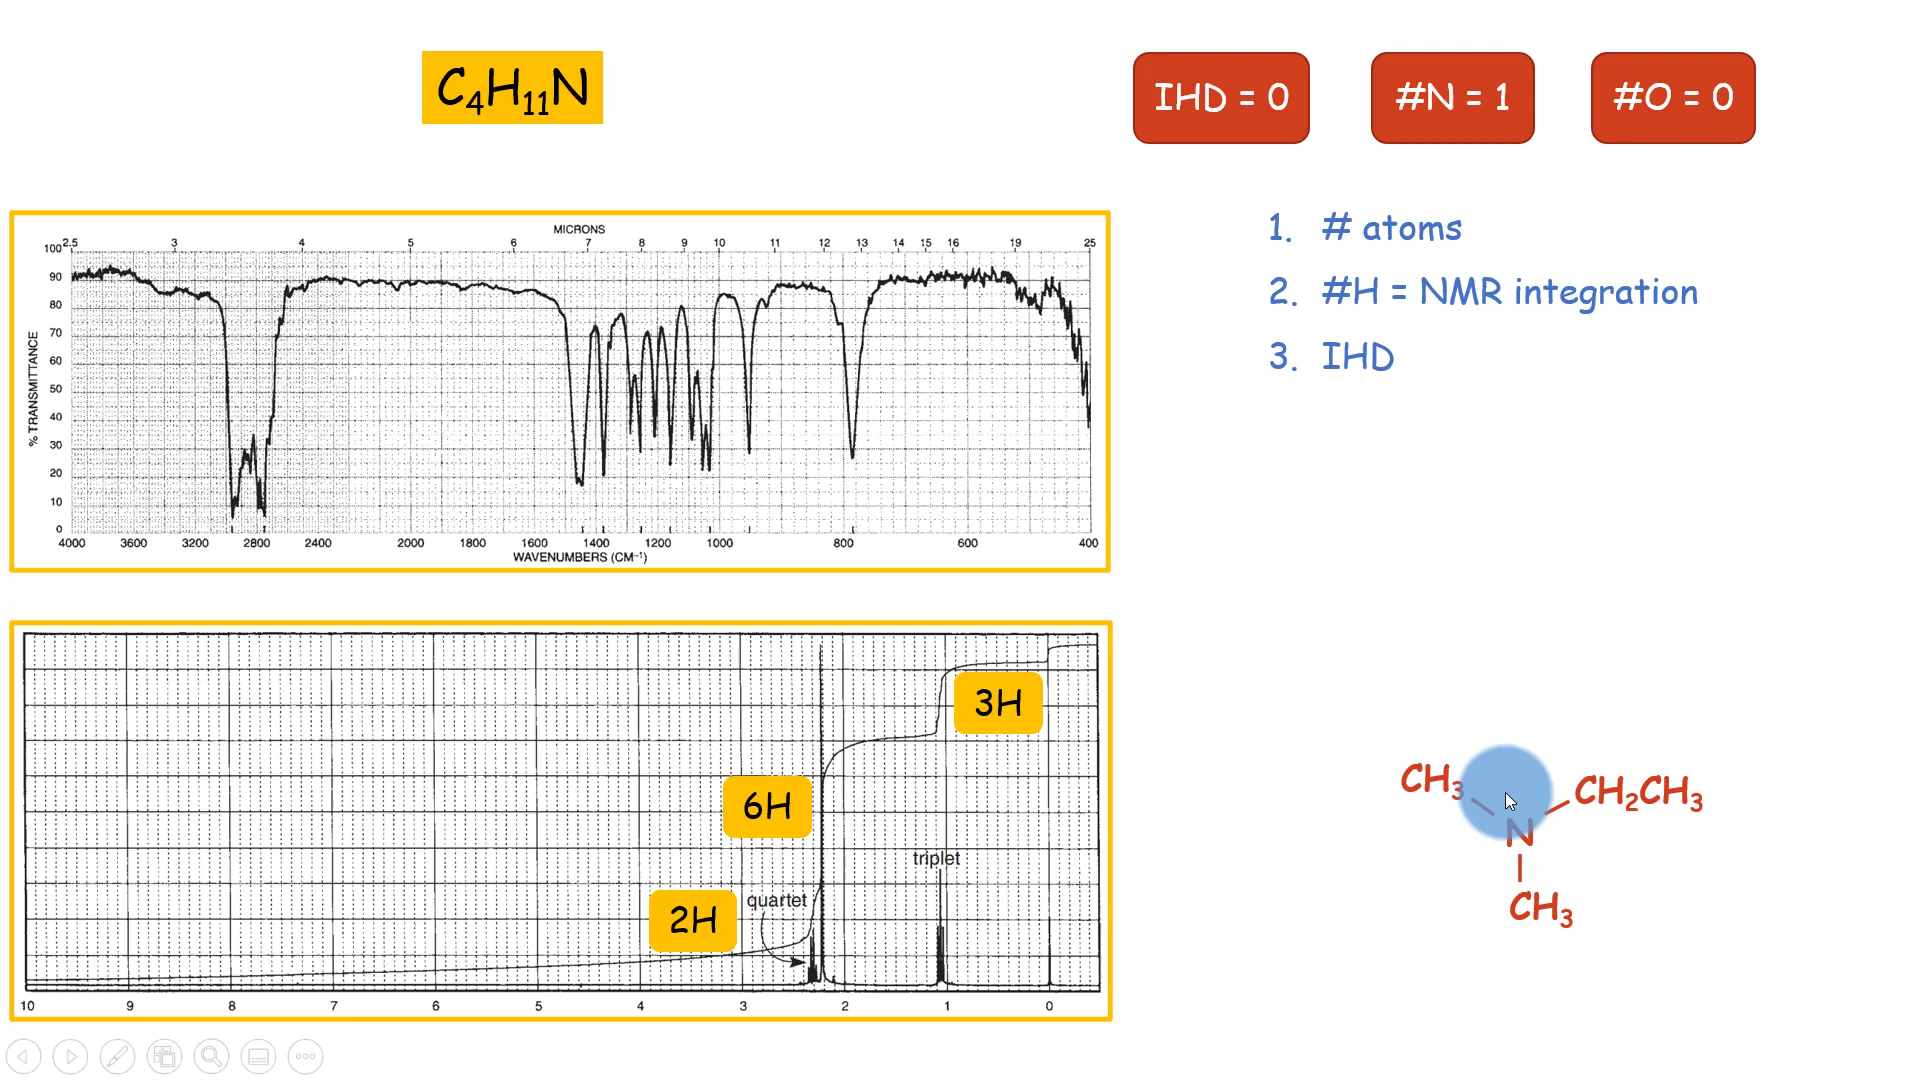 C₄H₁₁N
IHD = 0
#N = 1
#O = 0
1. # atoms
2. #H = NMR integration
3. IHD
MICRONS
2.5 3 4 5 6 7 8 9 10 11 12 13 14 15 16 19 25
% TRANSMITTANCE
100
90
80
70
60
50
40
30
20
10
0
4000 3600 3200 2800 2400 2000 1800 1600 1400 1200 1000 800 600 400
WAVENUMBERS (CM⁻¹)
3H
6H
triplet
2H
quartet
10 9 8 7 6 5 4 3 2 1 0
CH₃ CH₂CH₃
N
CH₃